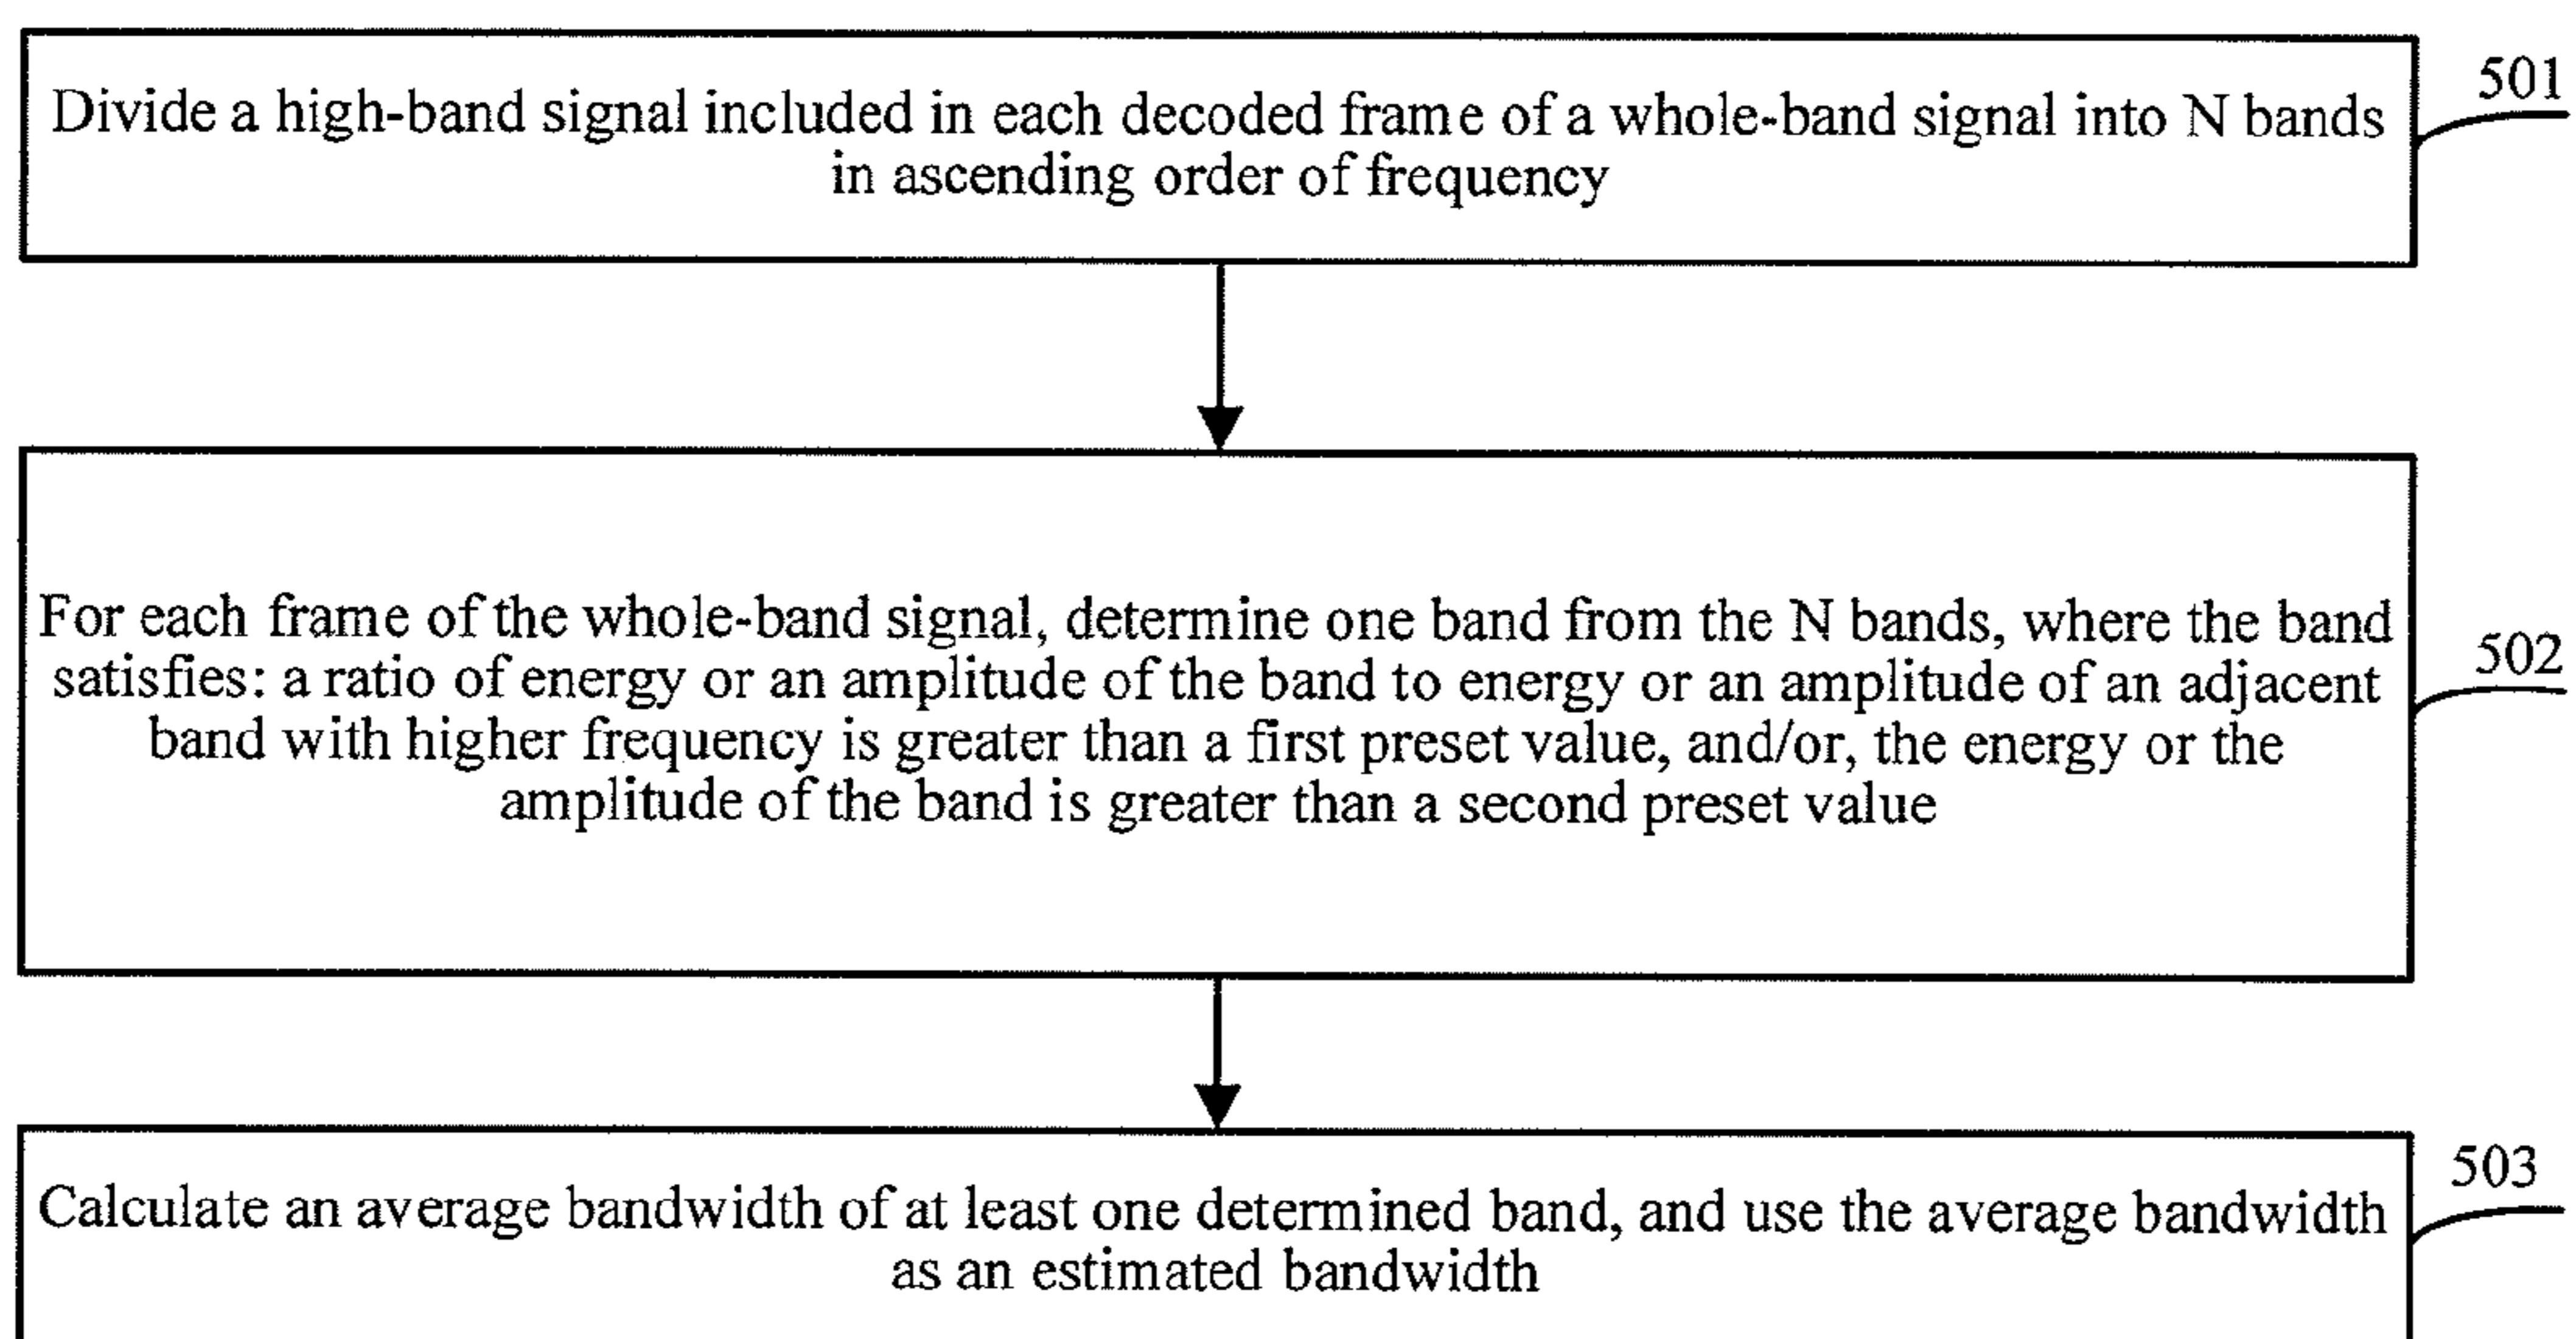 Divide a high-band signal included in each decoded frame of a whole-band signal into N bands
in ascending order of frequency
501
For each frame of the whole-band signal, determine one band from the N bands, where the band
satisfies: a ratio of energy or an amplitude of the band to energy or an amplitude of an adjacent
band with higher frequency is greater than a first preset value, and/or, the energy or the
amplitude of the band is greater than a second preset value
502
Calculate an average bandwidth of at least one determined band, and use the average bandwidth
as an estimated bandwidth
503